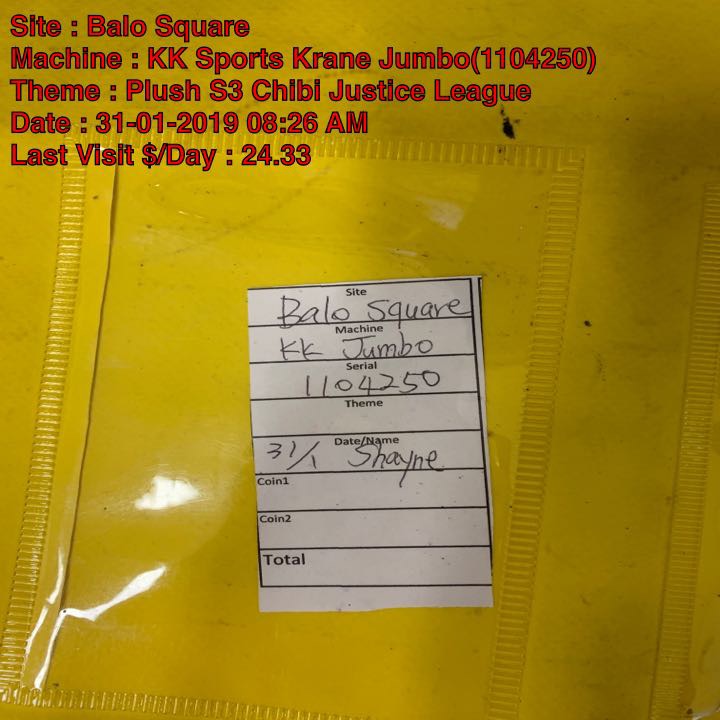 Site : Balo Square
Machine : KK Sports Krane Jumbo(1104250)
Theme : Plush S3 Chibi Justice League
Date : 31-01-2019 08:26 AM
Last Visit $/Day : 24.33
Site
Balo Square
Machine
KK Jumbo
Serial
1104250
Theme
Date/Name
31/1 Shayne
Coin1
Coin2
Total